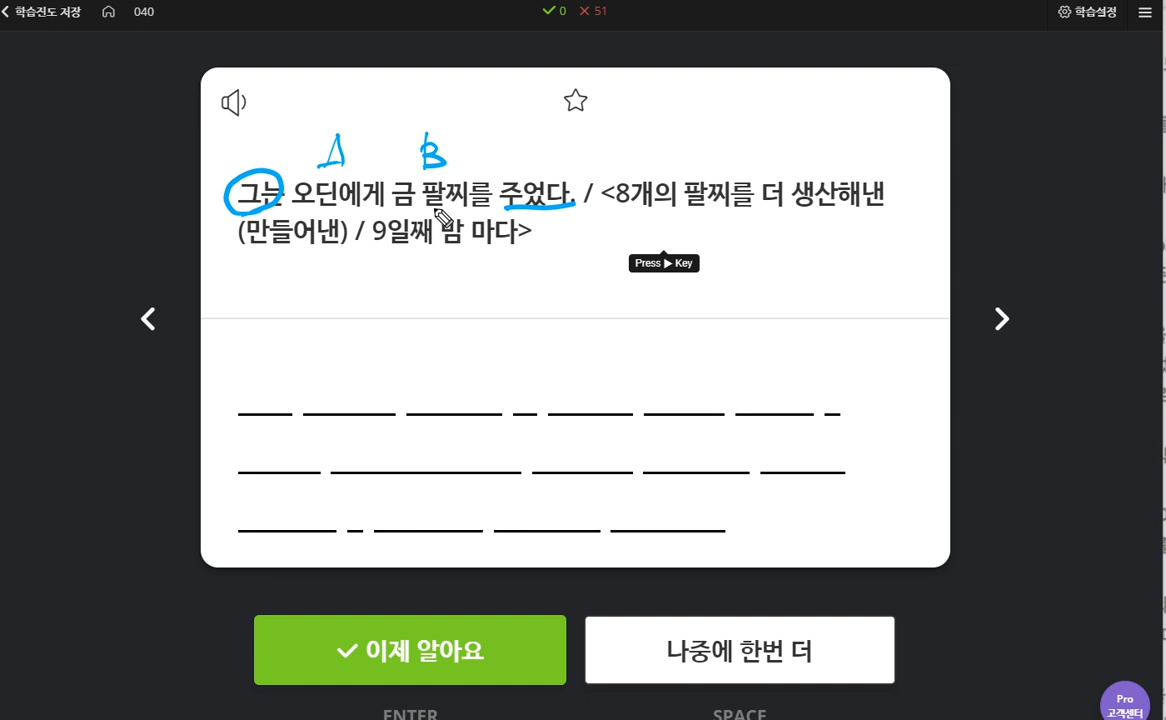 학습진도 저장 040 0 51 학습설정
A B
그는 오딘에게 금 팔찌를 주었다. / <8개의 팔찌를 더 생산해낸
(만들어낸) / 9일째 밤 마다>
Press ▶ Key
이제 알아요 나중에 한번 더
Pro
고객센터
ENTER SPACE